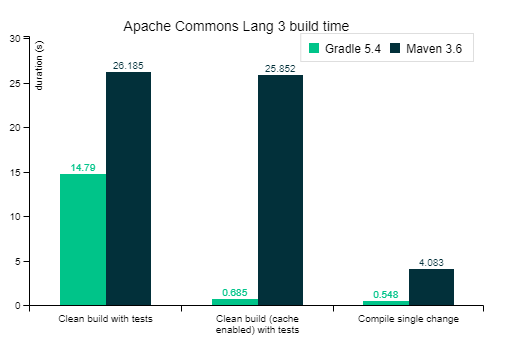 Apache Commons Lang 3 build time
Gradle 5.4 Maven 3.6
duration (s)
30
25
20
15
10
5
0
14.79
26.185
0.685
25.852
0.548
4.083
Clean build with tests
Clean build (cache
enabled) with tests
Compile single change